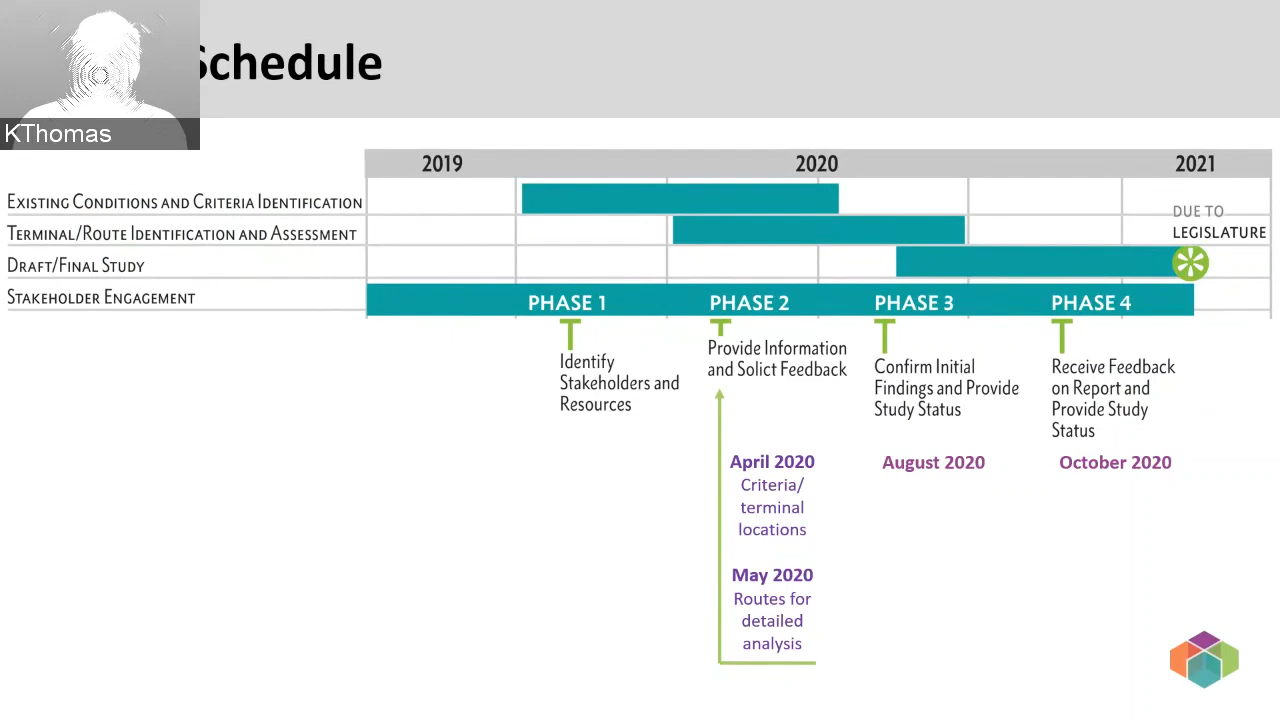 Schedule
KThomas
2019 2020 2021
EXISTING CONDITIONS AND CRITERIA IDENTIFICATION
DUE TO
LEGISLATURE
TERMINAL/ROUTE IDENTIFICATION AND ASSESSMENT
DRAFT/FINAL STUDY
STAKEHOLDER ENGAGEMENT
PHASE 1 PHASE 2 PHASE 3 PHASE 4
Identify
Stakeholders and
Resources
Provide Information
and Solict Feedback
Confirm Initial
Findings and Provide
Study Status
Receive Feedback
on Report and
Provide Study
Status
April 2020
Criteria/
terminal
locations
May 2020
Routes for
detailed
analysis
August 2020
October 2020